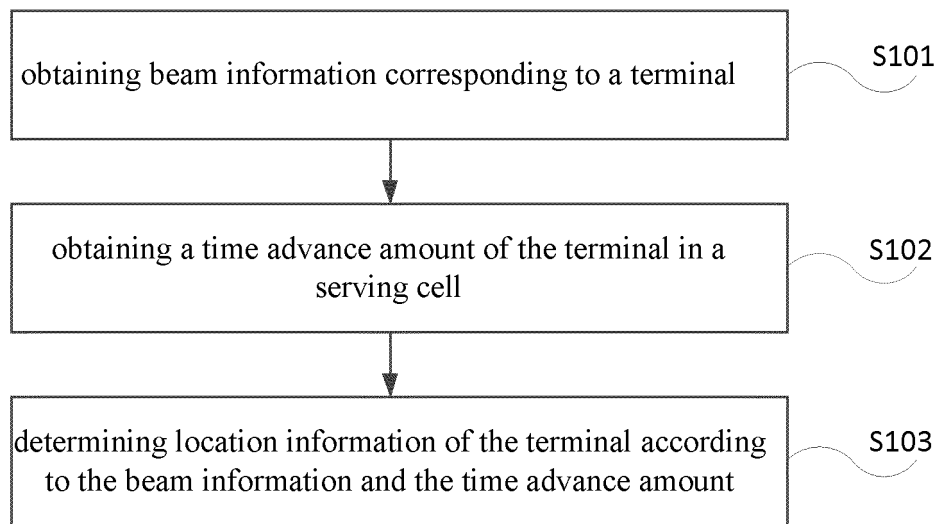 obtaining beam information corresponding to a terminal
S101
obtaining a time advance amount of the terminal in a
serving cell
S102
determining location information of the terminal according
to the beam information and the time advance amount
S103